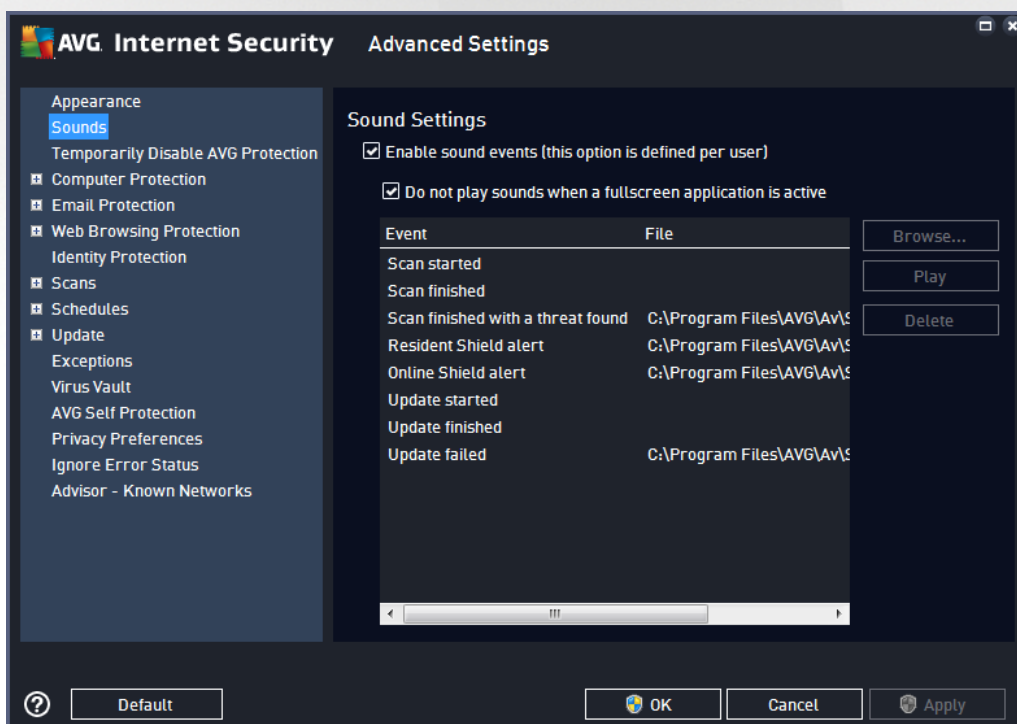 AVG. Internet Security Advanced Settings
Appearance
Sounds
Temporarily Disable AVG Protection
Computer Protection
Email Protection
Web Browsing Protection
Identity Protection
Scans
Schedules
Update
Exceptions
Virus Vault
AVG Self Protection
Privacy Preferences
Ignore Error Status
Advisor - Known Networks
Sound Settings
Enable sound events (this option is defined per user)
Do not play sounds when a fullscreen application is active
Event File
Scan started
Scan finished
Scan finished with a threat found C:\Program Files\AVG\Av\S
Resident Shield alert C:\Program Files\AVG\Av\S
Online Shield alert C:\Program Files\AVG\Av\S
Update started
Update finished
Update failed C:\Program Files\AVG\Av\S
Browse...
Play
Delete
Default OK Cancel Apply